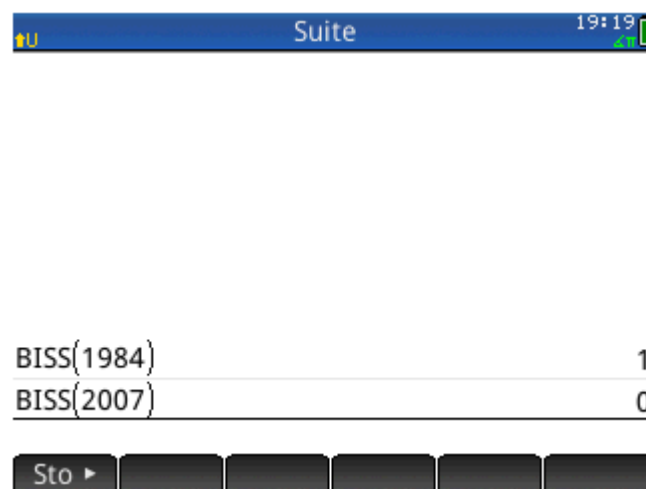 Suite
19:19
U
∡π
BISS(1984)
1
BISS(2007)
0
Sto ►